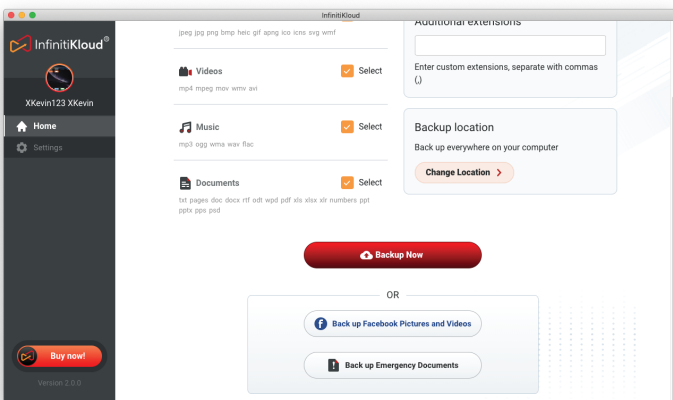 InfinitiKloud
InfinitiKloud®
XKevin123 XKevin
Home
Settings
Buy now!
Version 2.0.0
jpeg jpg png bmp heic gif apng ico icns svg wmf
Videos
Select
mp4 mpeg mov wmv avi
Music
Select
mp3 ogg wma wav flac
Documents
Select
txt pages doc docx rtf odt wpd pdf xls xlsx xlr numbers ppt
pptx pps psd
Additional extensions
Enter custom extensions, separate with commas
(,)
Backup location
Back up everywhere on your computer
Change Location
Backup Now
OR
Back up Facebook Pictures and Videos
Back up Emergency Documents